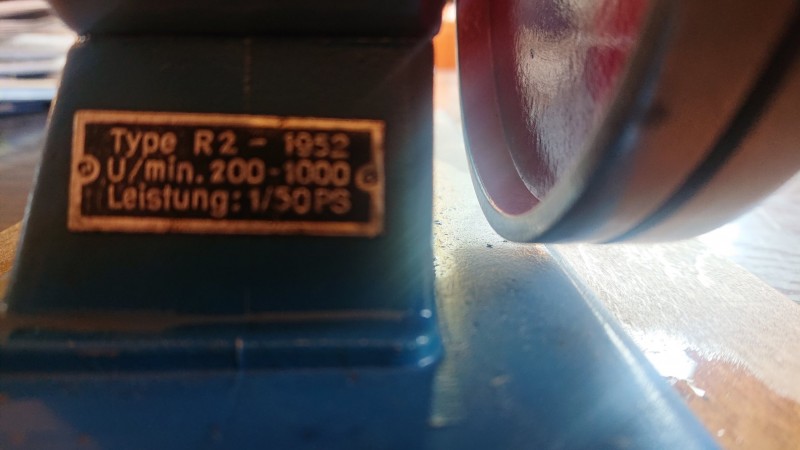 Type R2 - 1952
U/min. 200-1000
Leistung: 1/50 PS